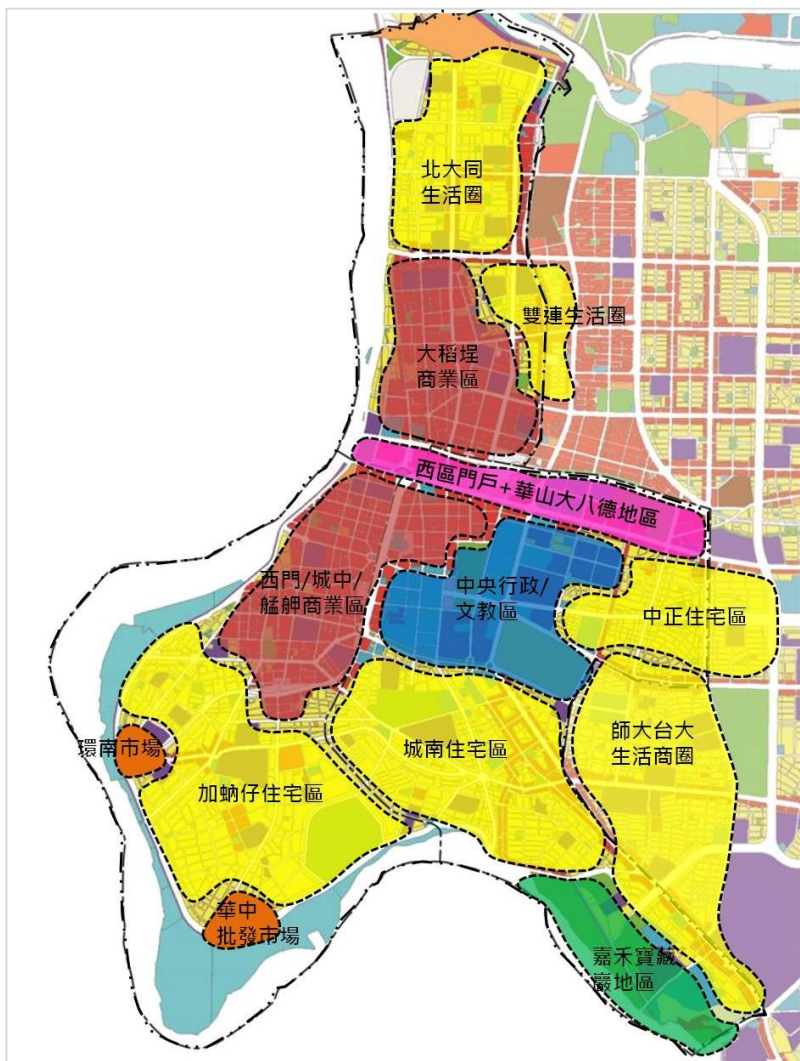 北大同
生活圈
雙連生活圈
大稻埕
商業區
西區門戶+華山大八德地區
西門/城中/
艋舺商業區
中央行政/
文教區
中正住宅區
環南市場
加蚋仔住宅區
城南住宅區
師大台大
生活商圈
華中
批發市場
嘉禾寶藏
巖地區